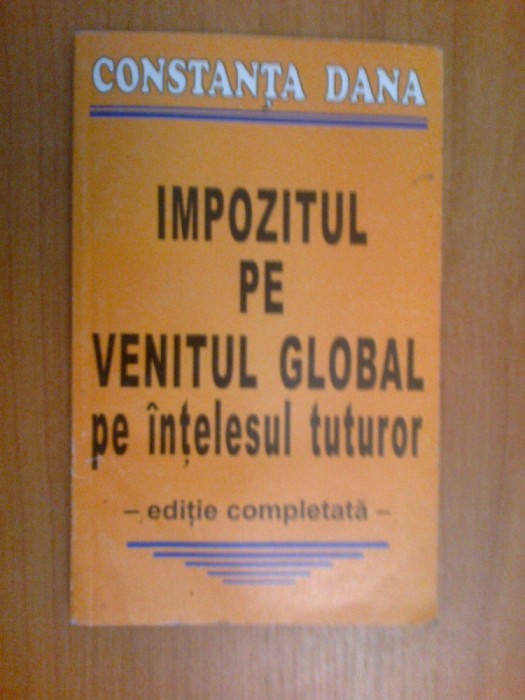 CONSTANȚA DANA
IMPOZITUL
PE
VENITUL GLOBAL
pe înțelesul tuturor
– ediție completată –